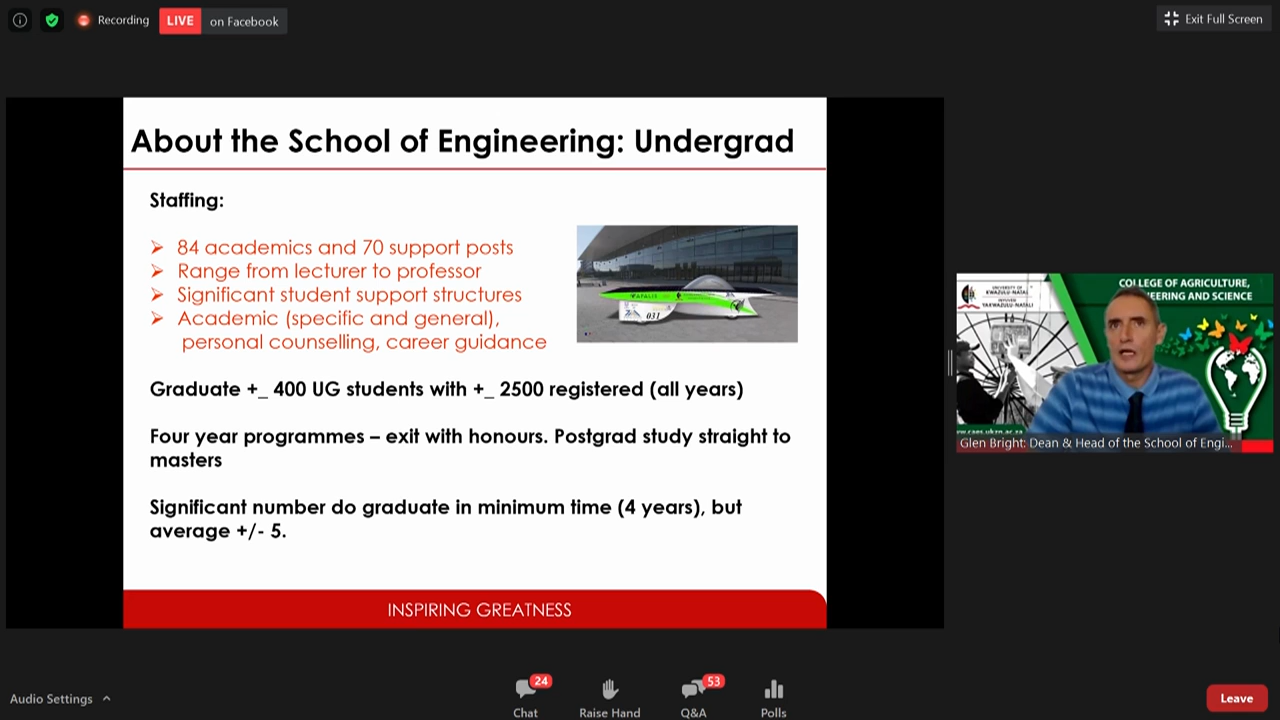 Recording
LIVE on Facebook
Exit Full Screen
About the School of Engineering: Undergrad
Staffing:
84 academics and 70 support posts
Range from lecturer to professor
Significant student support structures
Academic (specific and general),
personal counselling, career guidance
031
Graduate +_ 400 UG students with +_ 2500 registered (all years)
Four year programmes – exit with honours. Postgrad study straight to
masters
Significant number do graduate in minimum time (4 years), but
average +/- 5.
INSPIRING GREATNESS
UNIVERSITY OF
KWAZULU-NATAL
INYUVESI
YAKWAZULU-NATALI
COLLEGE OF AGRICULTURE,
NEERING AND SCIENCE
Glen Bright: Dean & Head of the School of Engi...
Audio Settings
24
53
Chat
Raise Hand
Q&A
Polls
Leave